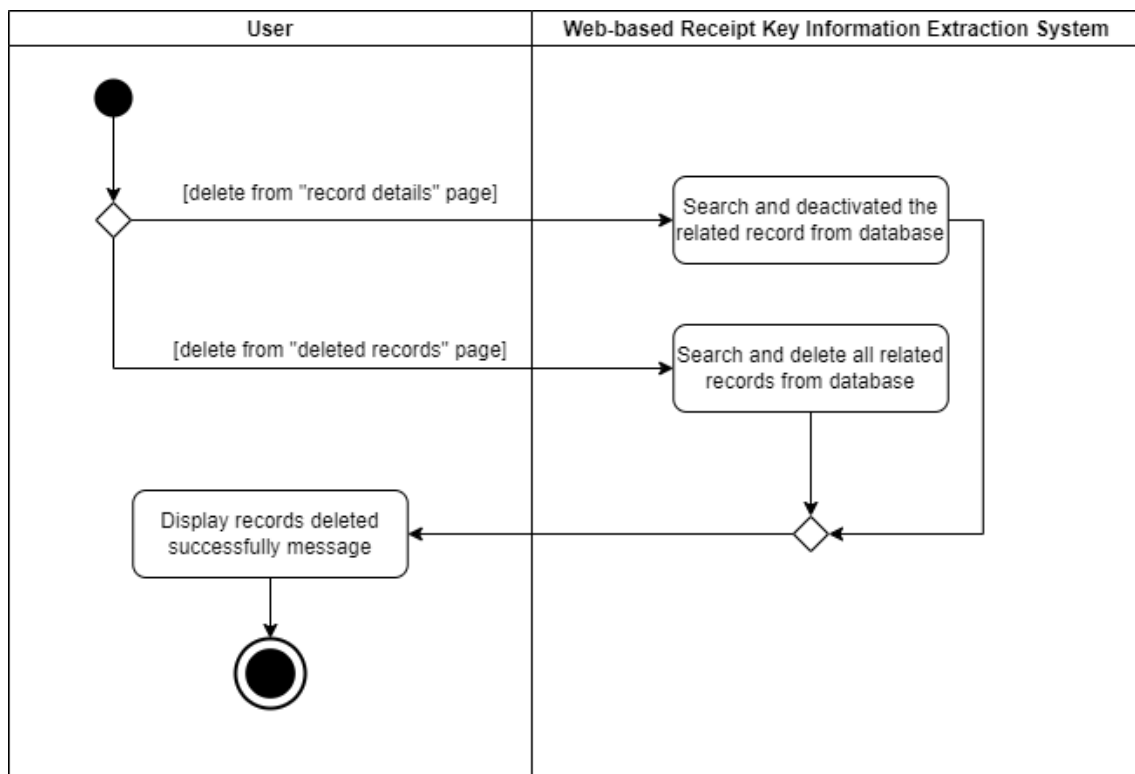 User
Web-based Receipt Key Information Extraction System
[delete from "record details" page]
Search and deactivated the
related record from database
[delete from "deleted records" page]
Search and delete all related
records from database
Display records deleted
successfully message